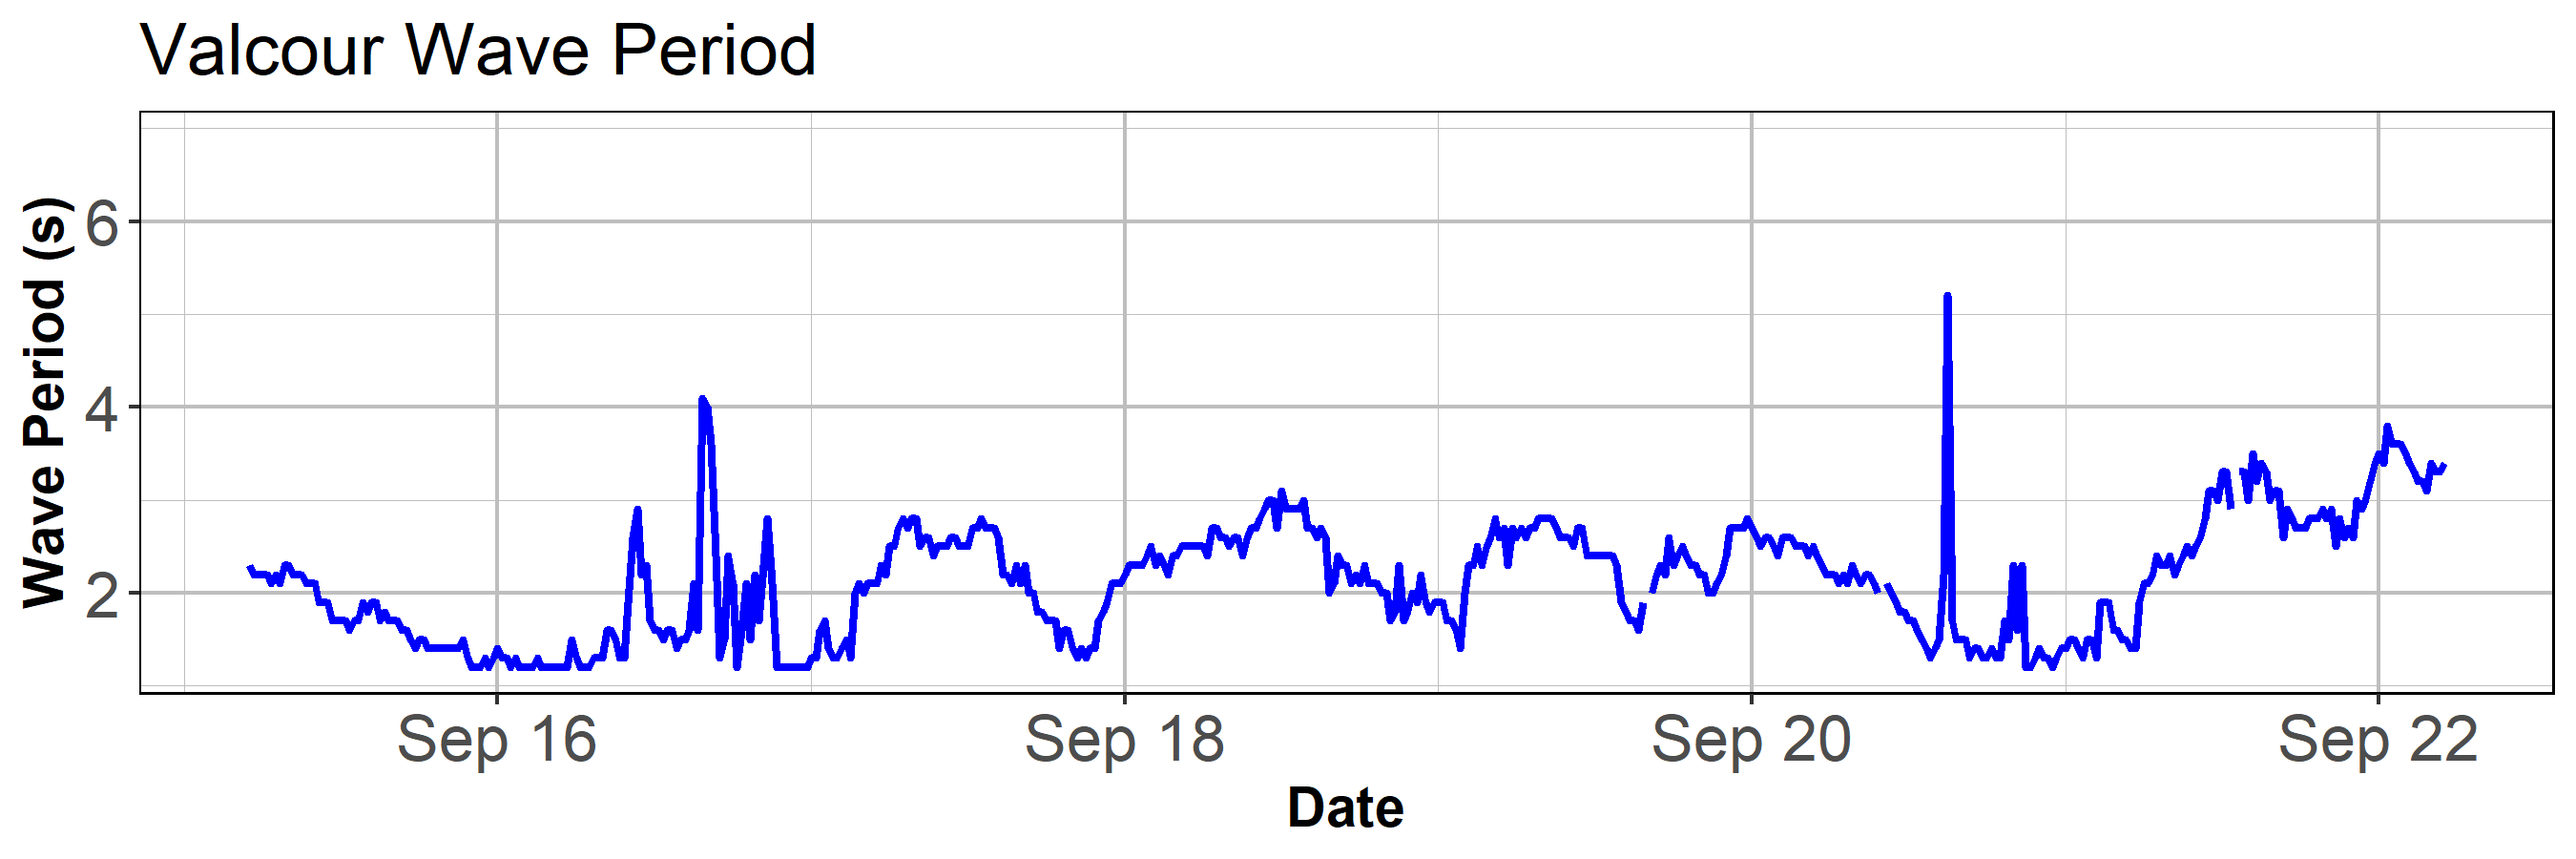 Valcour Wave Period
Wave Period (s)
6
4
2
Sep 16
Sep 18
Sep 20
Sep 22
Date